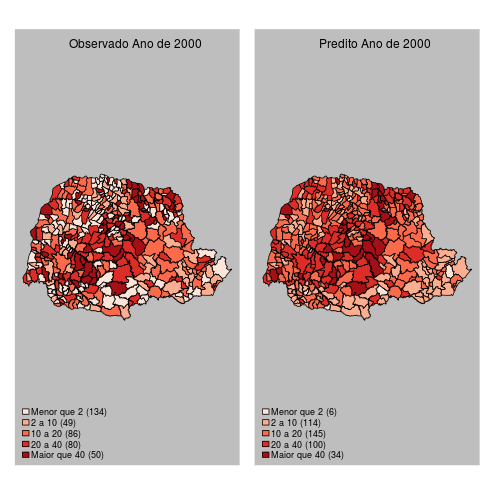 Observado Ano de 2000
Menor que 2 (134)
2 a 10 (49)
10 a 20 (86)
20 a 40 (80)
Maior que 40 (50)
Predito Ano de 2000
Menor que 2 (6)
2 a 10 (114)
10 a 20 (145)
20 a 40 (100)
Maior que 40 (34)